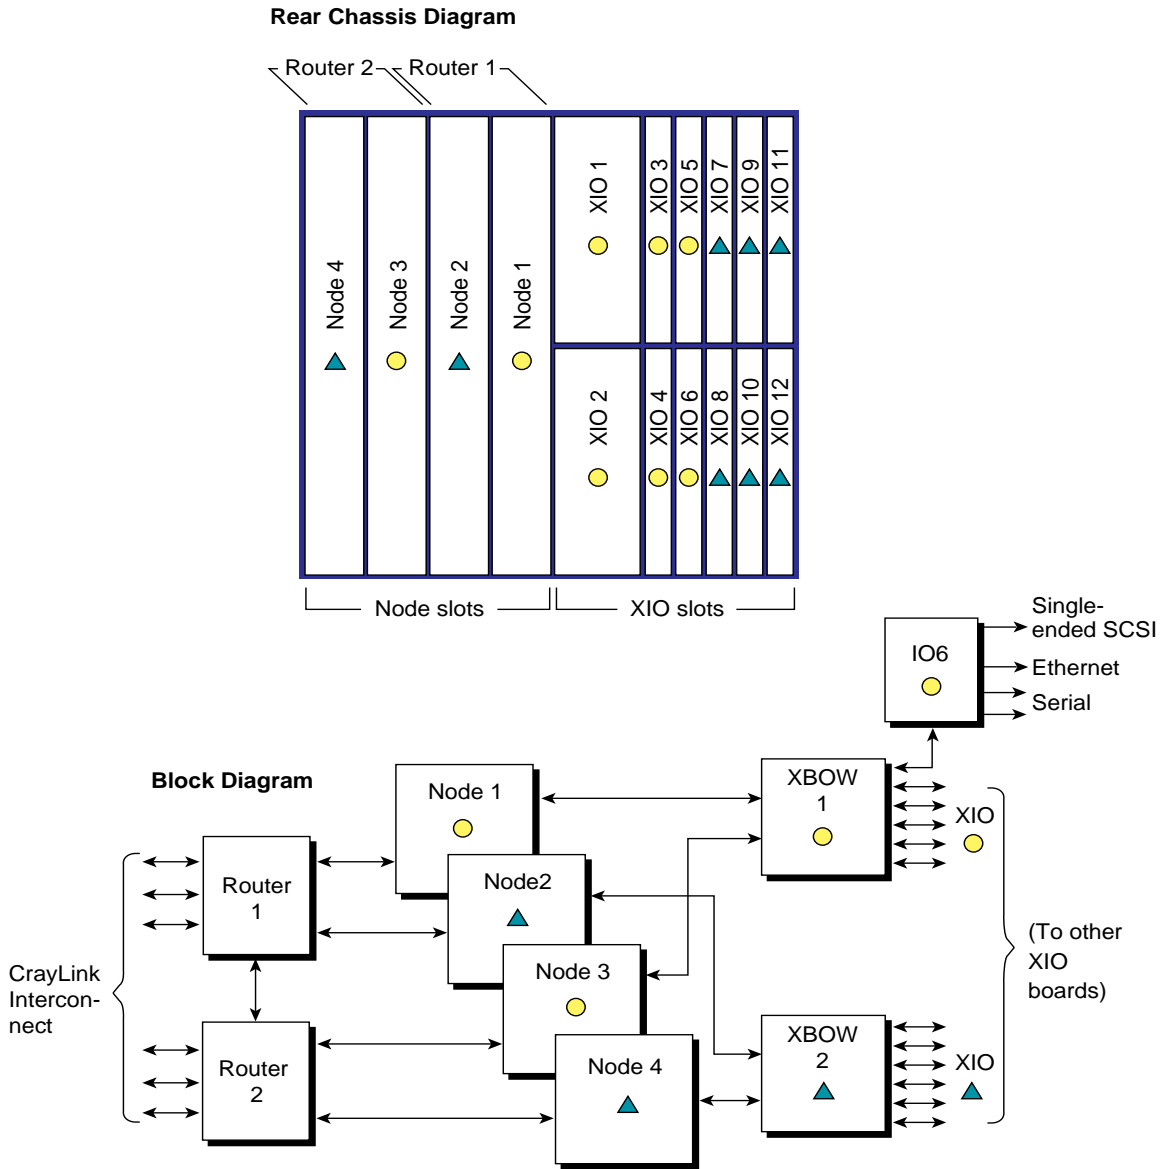 Rear Chassis Diagram
Router 2
Router 1
Node 4
Node 3
Node 2
Node 1
XIO 1
XIO 3
XIO 5
XIO 7
XIO 9
XIO 11
XIO 2
XIO 4
XIO 6
XIO 8
XIO 10
XIO 12
Node slots
XIO slots
Single-
ended SCSI
IO6
Ethernet
Serial
Block Diagram
Node 1
XBOW
1
XIO
Router
1
Node2
CrayLink
Intercon-
nect
Node 3
(To other
XIO
boards)
Router
2
Node 4
XBOW
2
XIO